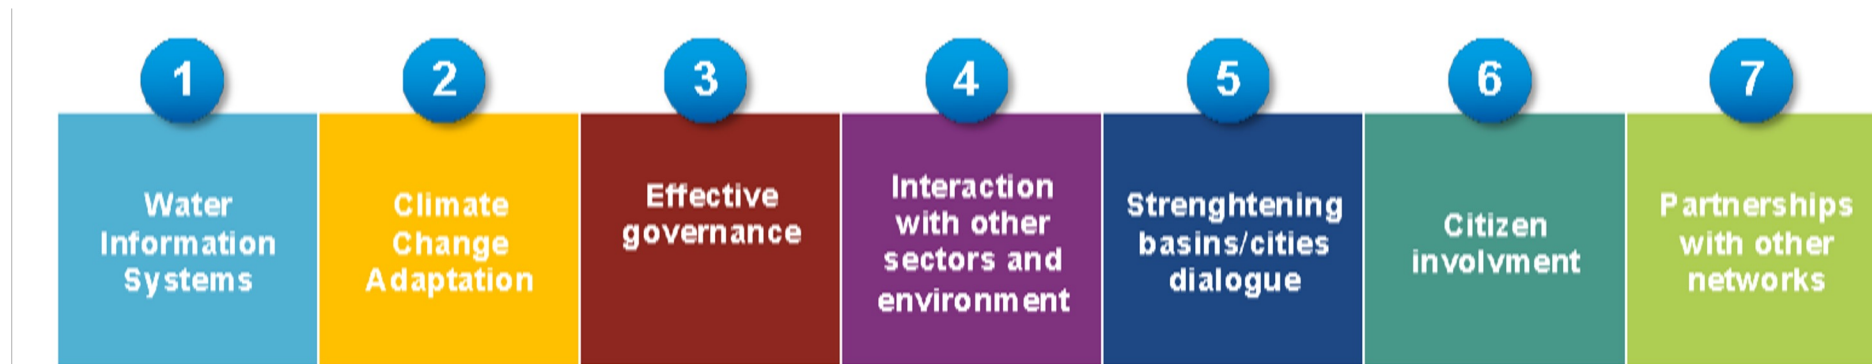 1
Water
Information
Systems
2
Climate
Change
Adaptation
3
Effective
governance
4
Interaction
with other
sectors and
environment
5
Strenghtening
basins/cities
dialogue
6
Citizen
involvment
7
Partnerships
with other
networks